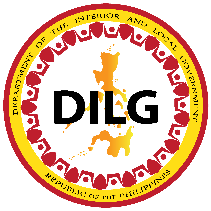 DEPARTMENT OF THE INTERIOR AND LOCAL GOVERNMENT
DILG
REPUBLIC OF THE PHILIPPINES